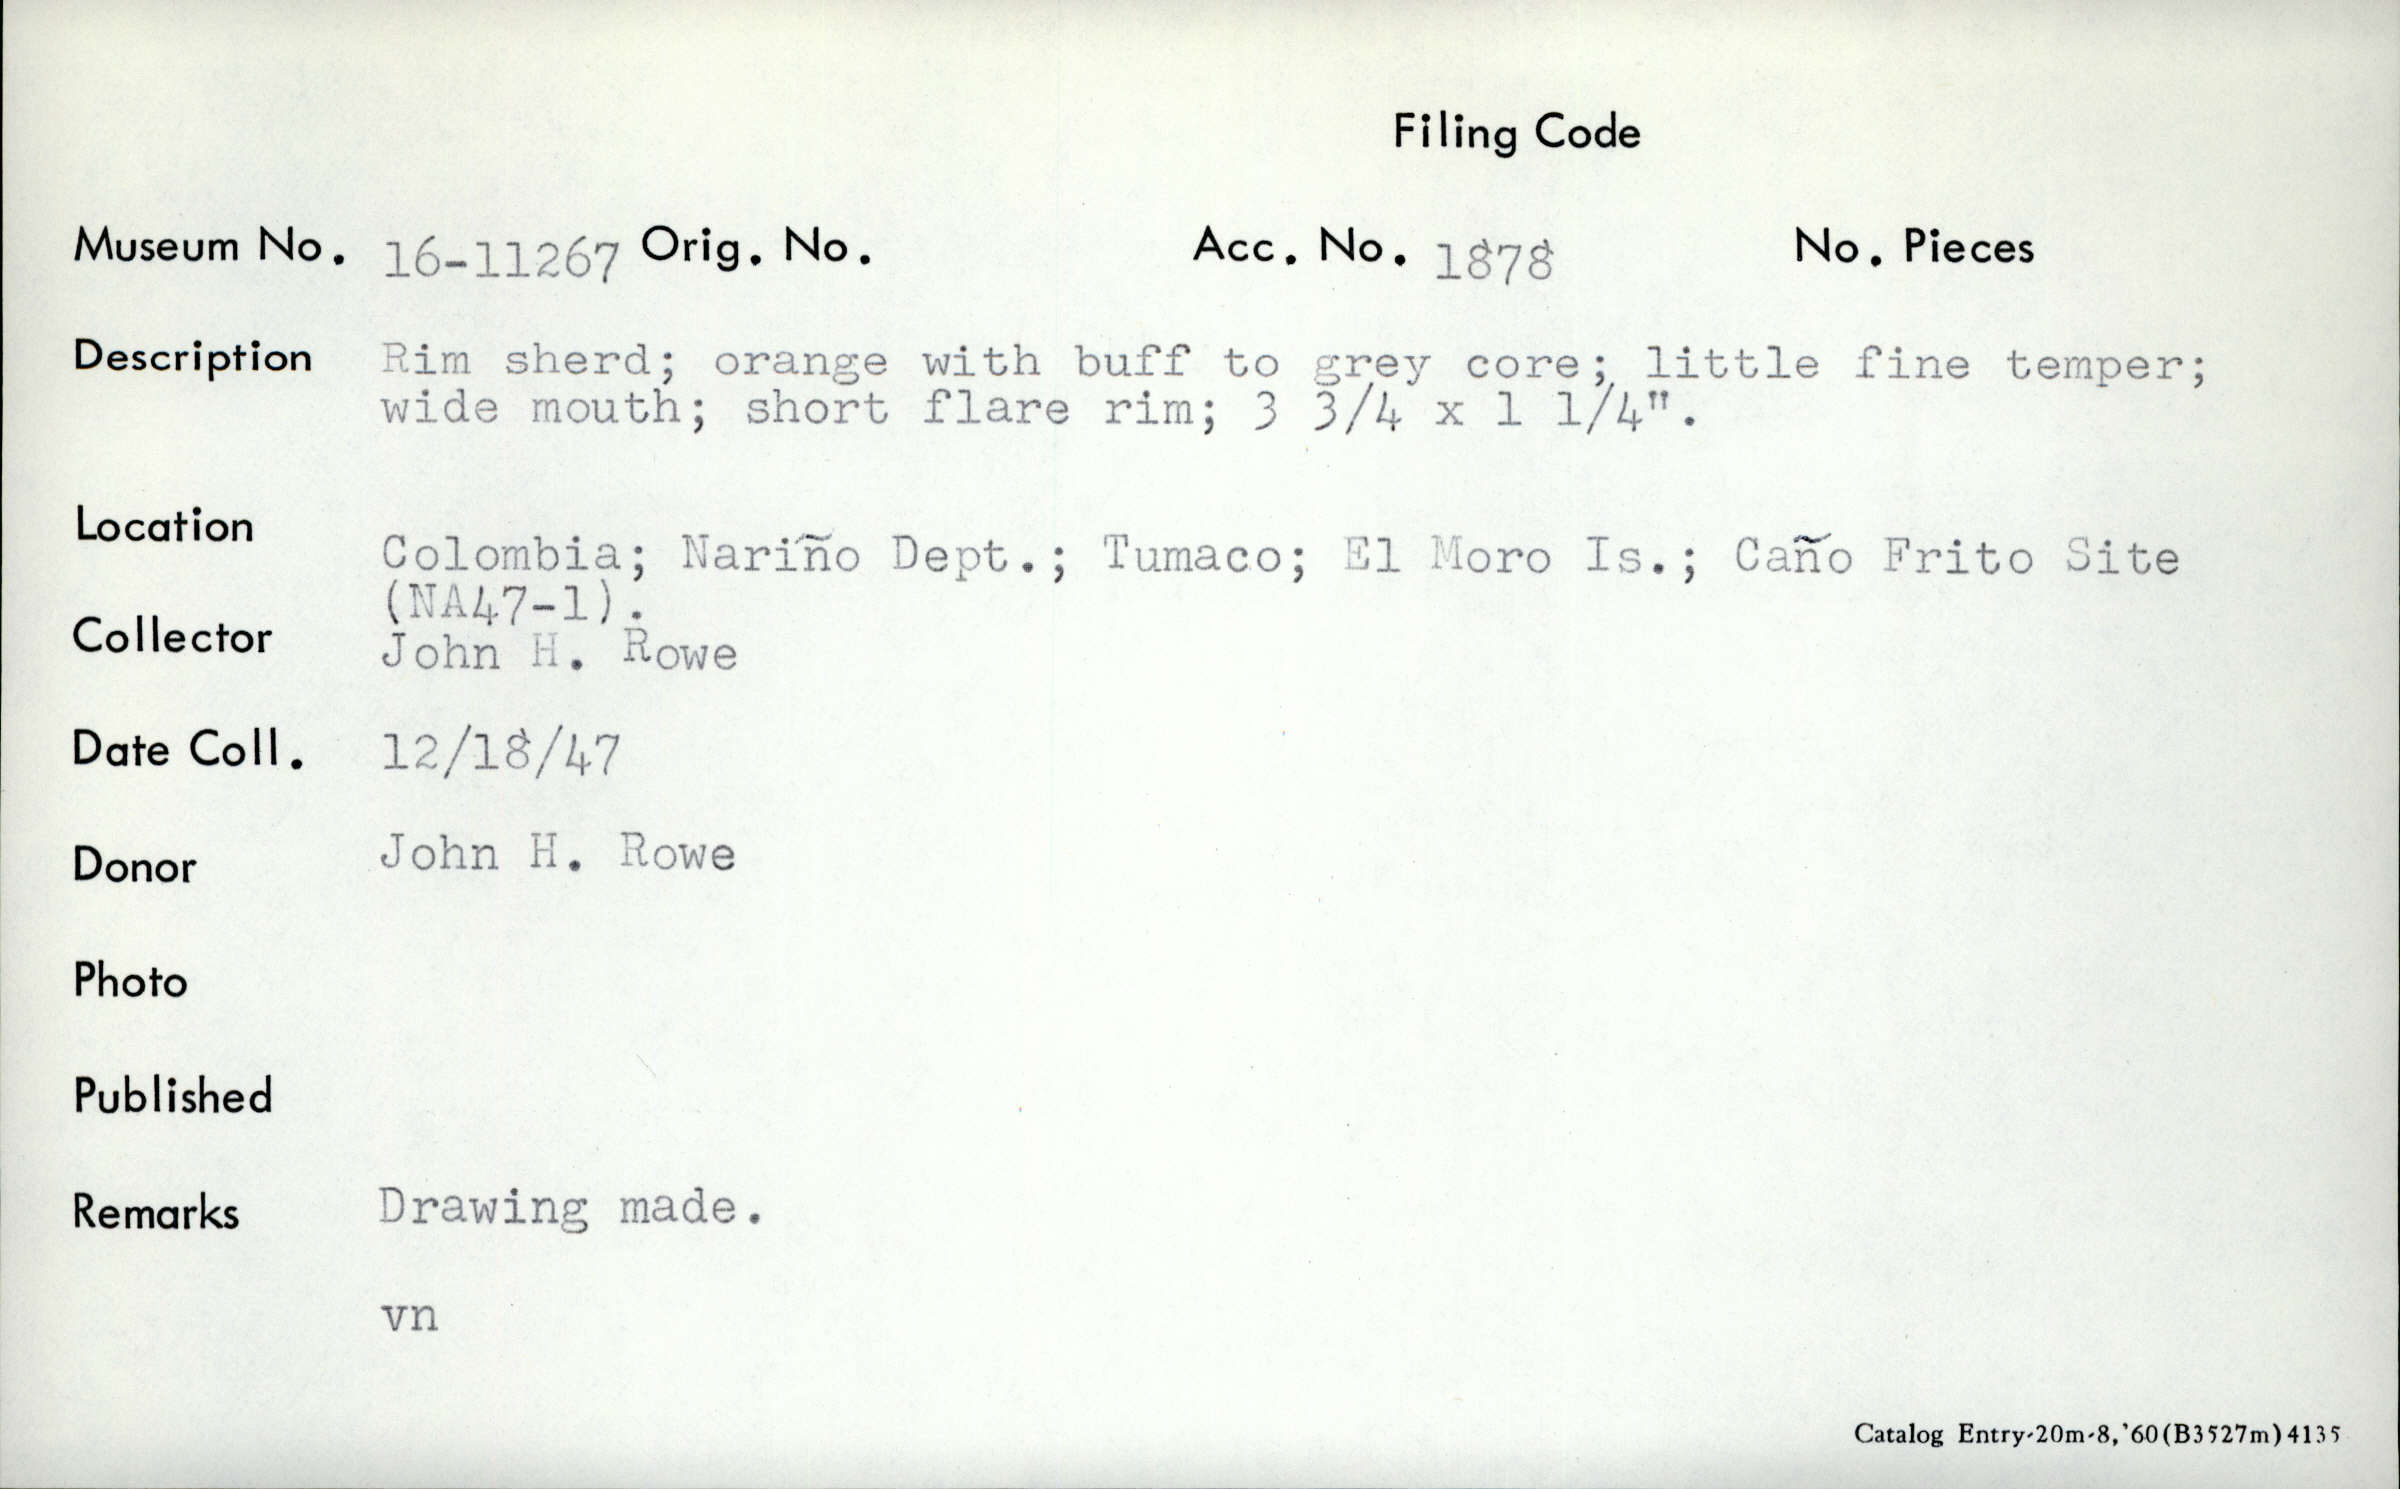 Filing Code
Museum No. 16-11267 Orig. No. Acc. No. 1878 No. Pieces
Description Rim sherd; orange with buff to grey core; little fine temper;
wide mouth; short flare rim; 3 3/4 x 1 1/4".
Location Colombia; Nariño Dept.; Tumaco; El Moro Is.; Caño Frito Site
(NA47-1).
Collector John H. Rowe
Date Coll. 12/18/47
Donor John H. Rowe
Photo
Published
Remarks Drawing made.
vn
Catalog Entry-20m-8,'60(B3527m)4135